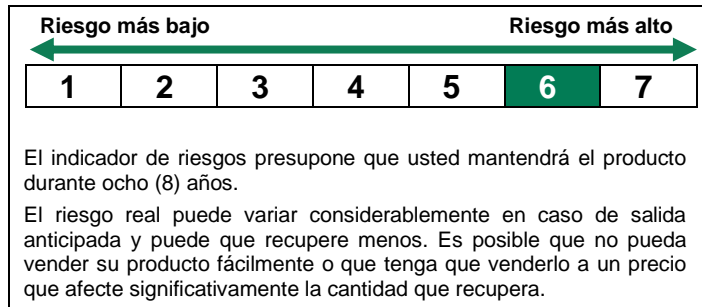 Riesgo más bajo Riesgo más alto
1 2 3 4 5 6 7
El indicador de riesgos presupone que usted mantendrá el producto
durante ocho (8) años.
El riesgo real puede variar considerablemente en caso de salida
anticipada y puede que recupere menos. Es posible que no pueda
vender su producto fácilmente o que tenga que venderlo a un precio
que afecte significativamente la cantidad que recupera.